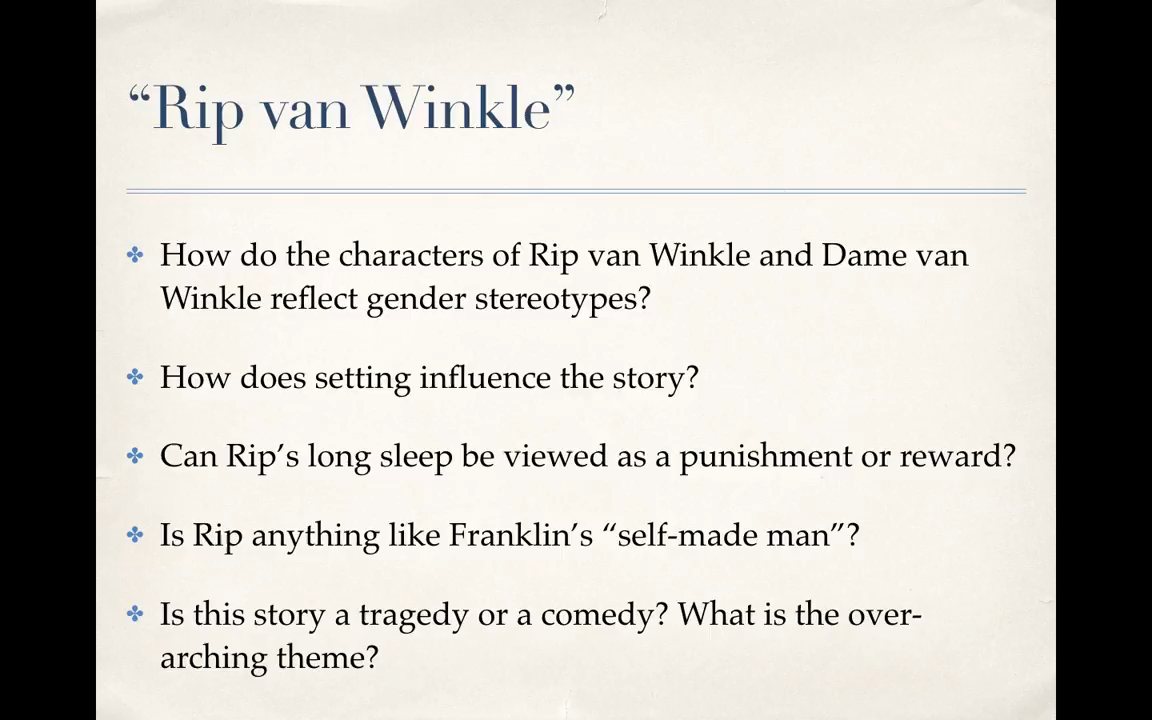 “Rip van Winkle”
How do the characters of Rip van Winkle and Dame van
Winkle reflect gender stereotypes?
How does setting influence the story?
Can Rip’s long sleep be viewed as a punishment or reward?
Is Rip anything like Franklin’s “self-made man”?
Is this story a tragedy or a comedy? What is the over-
arching theme?